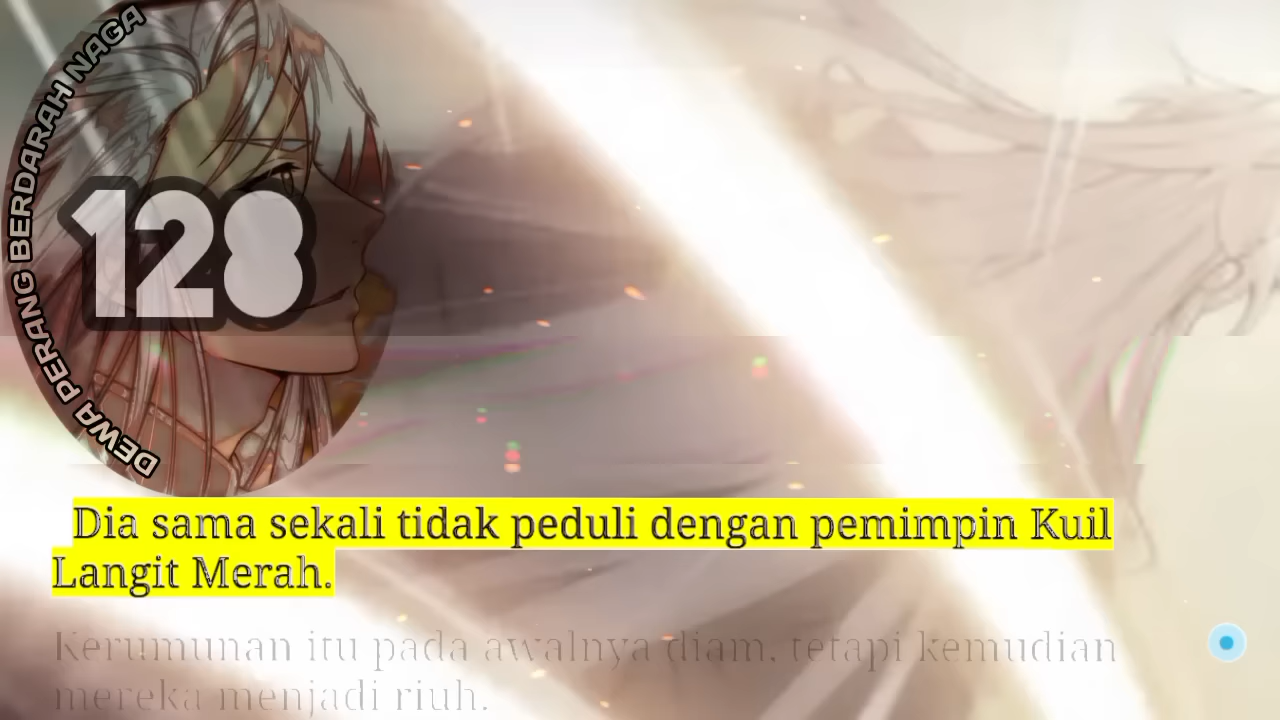 DEWA PERANG BERDARAH NAGA
128
Dia sama sekali tidak peduli dengan pemimpin Kuil
Langit Merah.
Kerumunan itu pada awalnya diam, tetapi kemudian
mereka menjadi riuh.